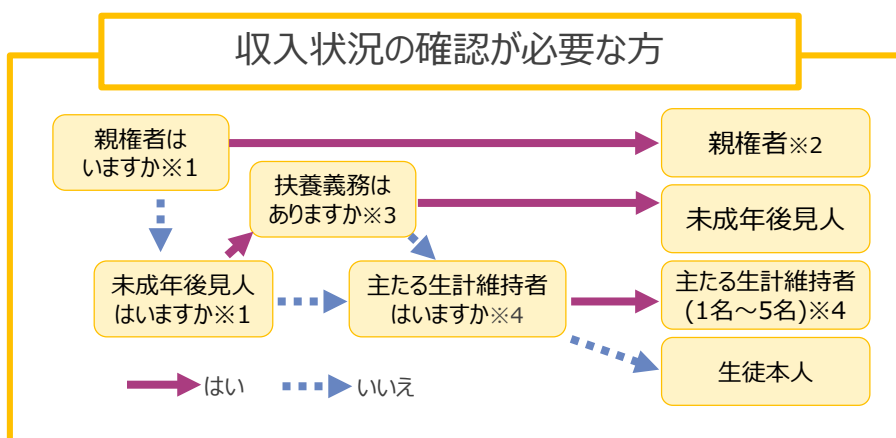 収入状況の確認が必要な方
親権者は
いますか※1
親権者※2
扶養義務は
ありますか※3
未成年後見人
未成年後見人
はいますか※1
主たる生計維持者
はいますか※4
主たる生計維持者
(1名～5名)※4
生徒本人
はい
いいえ